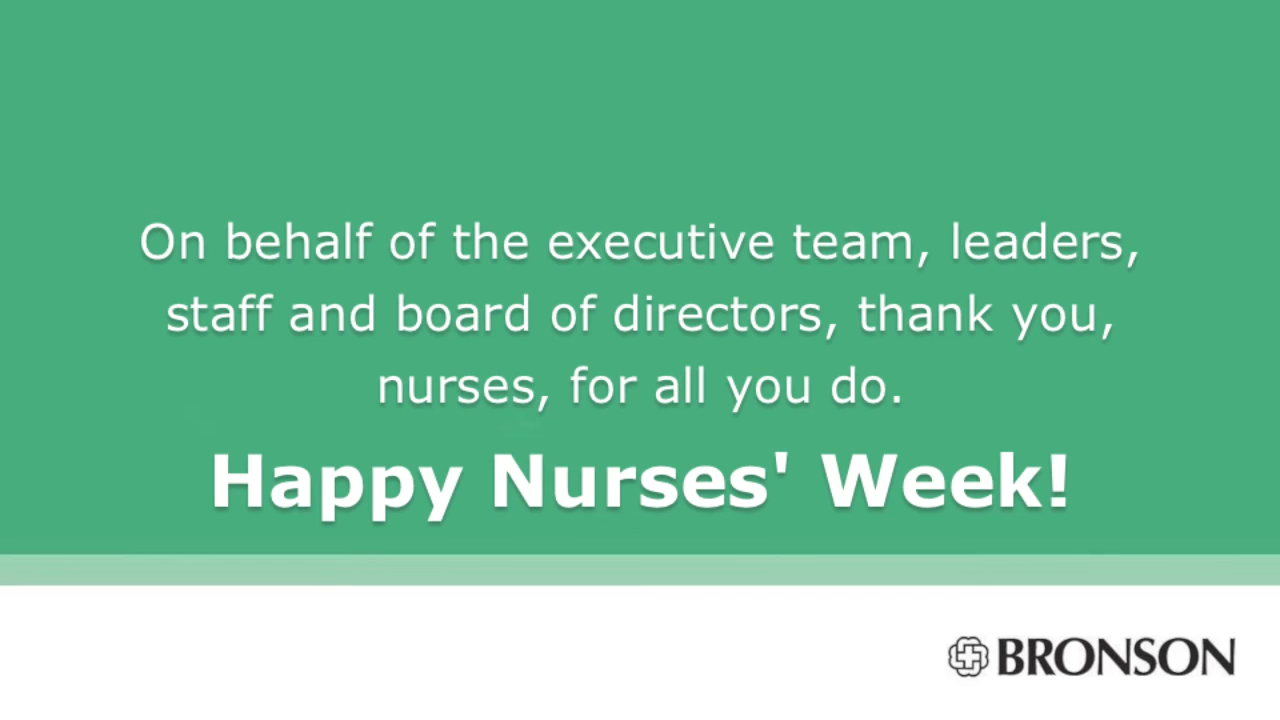 On behalf of the executive team, leaders,
staff and board of directors, thank you,
nurses, for all you do.
Happy Nurses' Week!
BRONSON